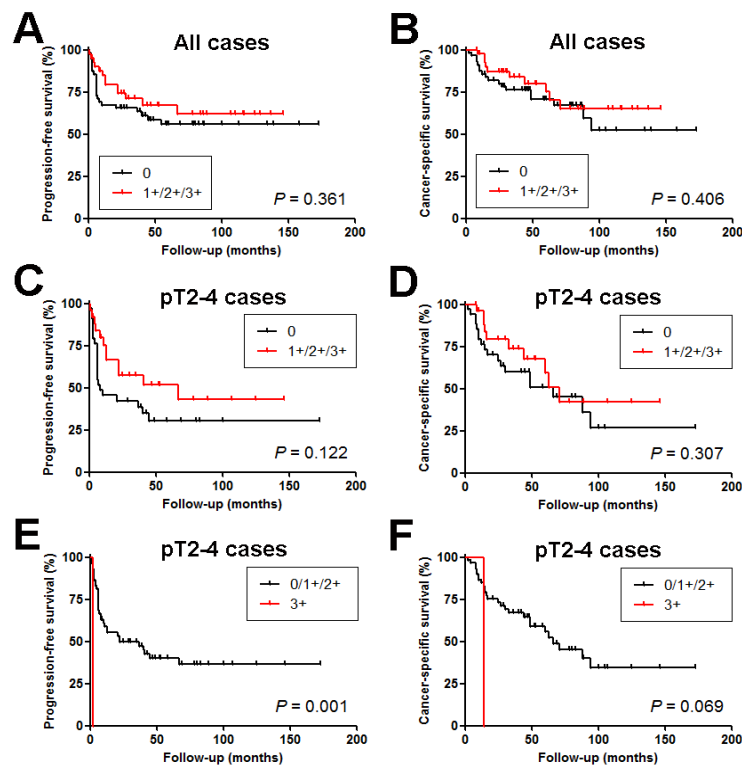 A
All cases
Progression-free survival (%)
100
75
50
25
0
0
1+/2+/3+
P = 0.361
0 50 100 150 200
Follow-up (months)
B
All cases
Cancer-specific survival (%)
100
75
50
25
0
0
1+/2+/3+
P = 0.406
0 50 100 150 200
Follow-up (months)
C
pT2-4 cases
Progression-free survival (%)
100
75
50
25
0
0
1+/2+/3+
P = 0.122
0 50 100 150 200
Follow-up (months)
D
pT2-4 cases
Cancer-specific survival (%)
100
75
50
25
0
0
1+/2+/3+
P = 0.307
0 50 100 150 200
Follow-up (months)
E
pT2-4 cases
Progression-free survival (%)
100
75
50
25
0
0/1+/2+
3+
P = 0.001
0 50 100 150 200
Follow-up (months)
F
pT2-4 cases
Cancer-specific survival (%)
100
75
50
25
0
0/1+/2+
3+
P = 0.069
0 50 100 150 200
Follow-up (months)